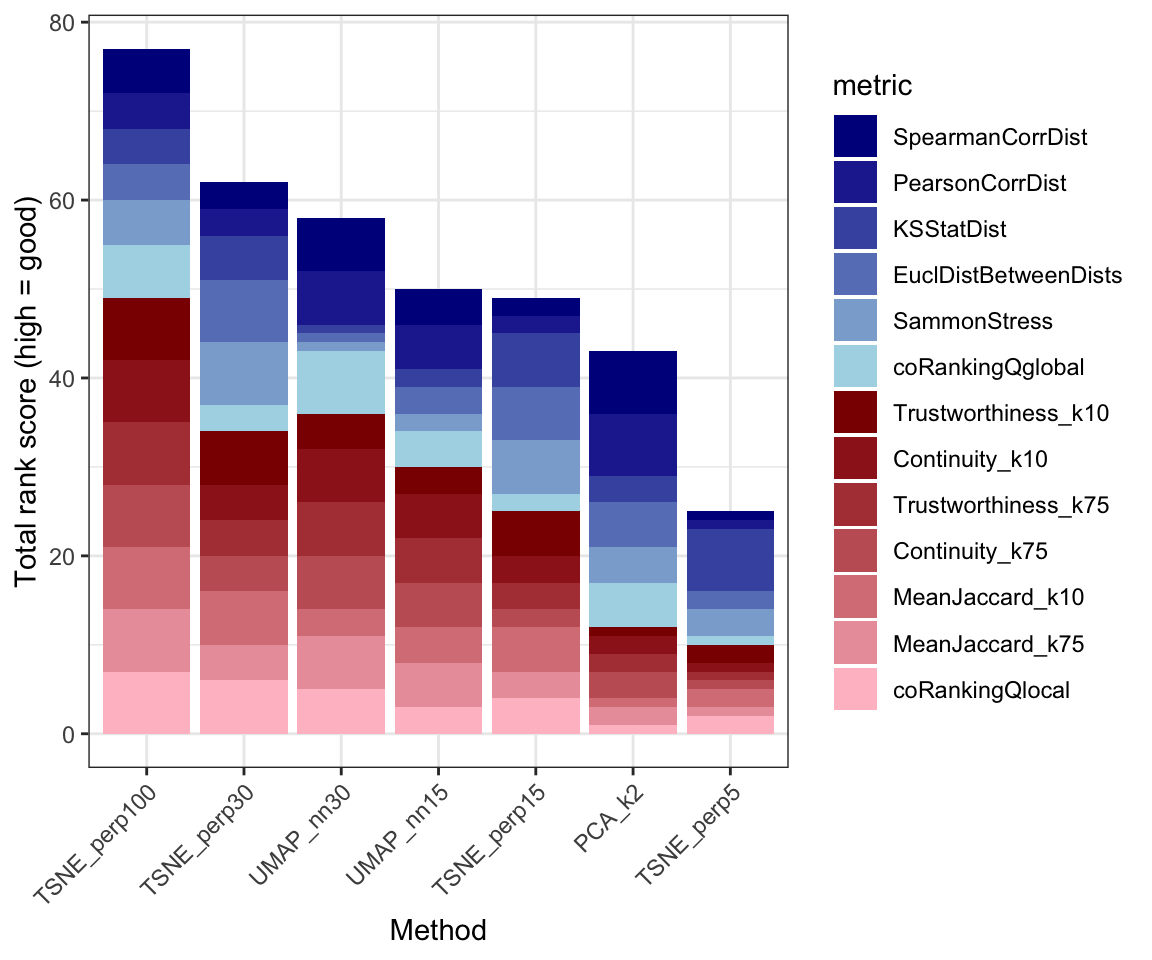 80
60
40
20
0
Total rank score (high = good)
TSNE_perp100
TSNE_perp30
UMAP_nn30
UMAP_nn15
TSNE_perp15
PCA_k2
TSNE_perp5
Method
metric
SpearmanCorrDist
PearsonCorrDist
KSStatDist
EuclDistBetweenDists
SammonStress
coRankingQglobal
Trustworthiness_k10
Continuity_k10
Trustworthiness_k75
Continuity_k75
MeanJaccard_k10
MeanJaccard_k75
coRankingQlocal